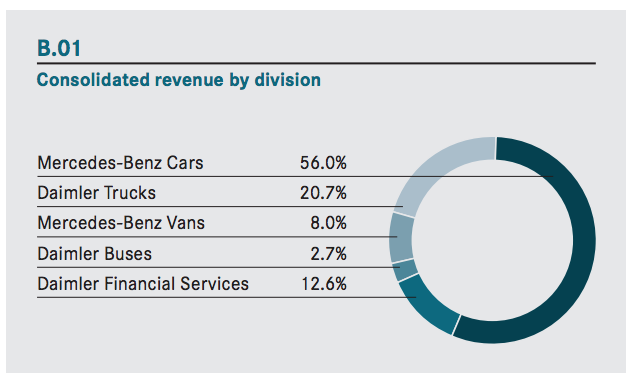 B.01
Consolidated revenue by division
Mercedes-Benz Cars 56.0%
Daimler Trucks 20.7%
Mercedes-Benz Vans 8.0%
Daimler Buses 2.7%
Daimler Financial Services 12.6%